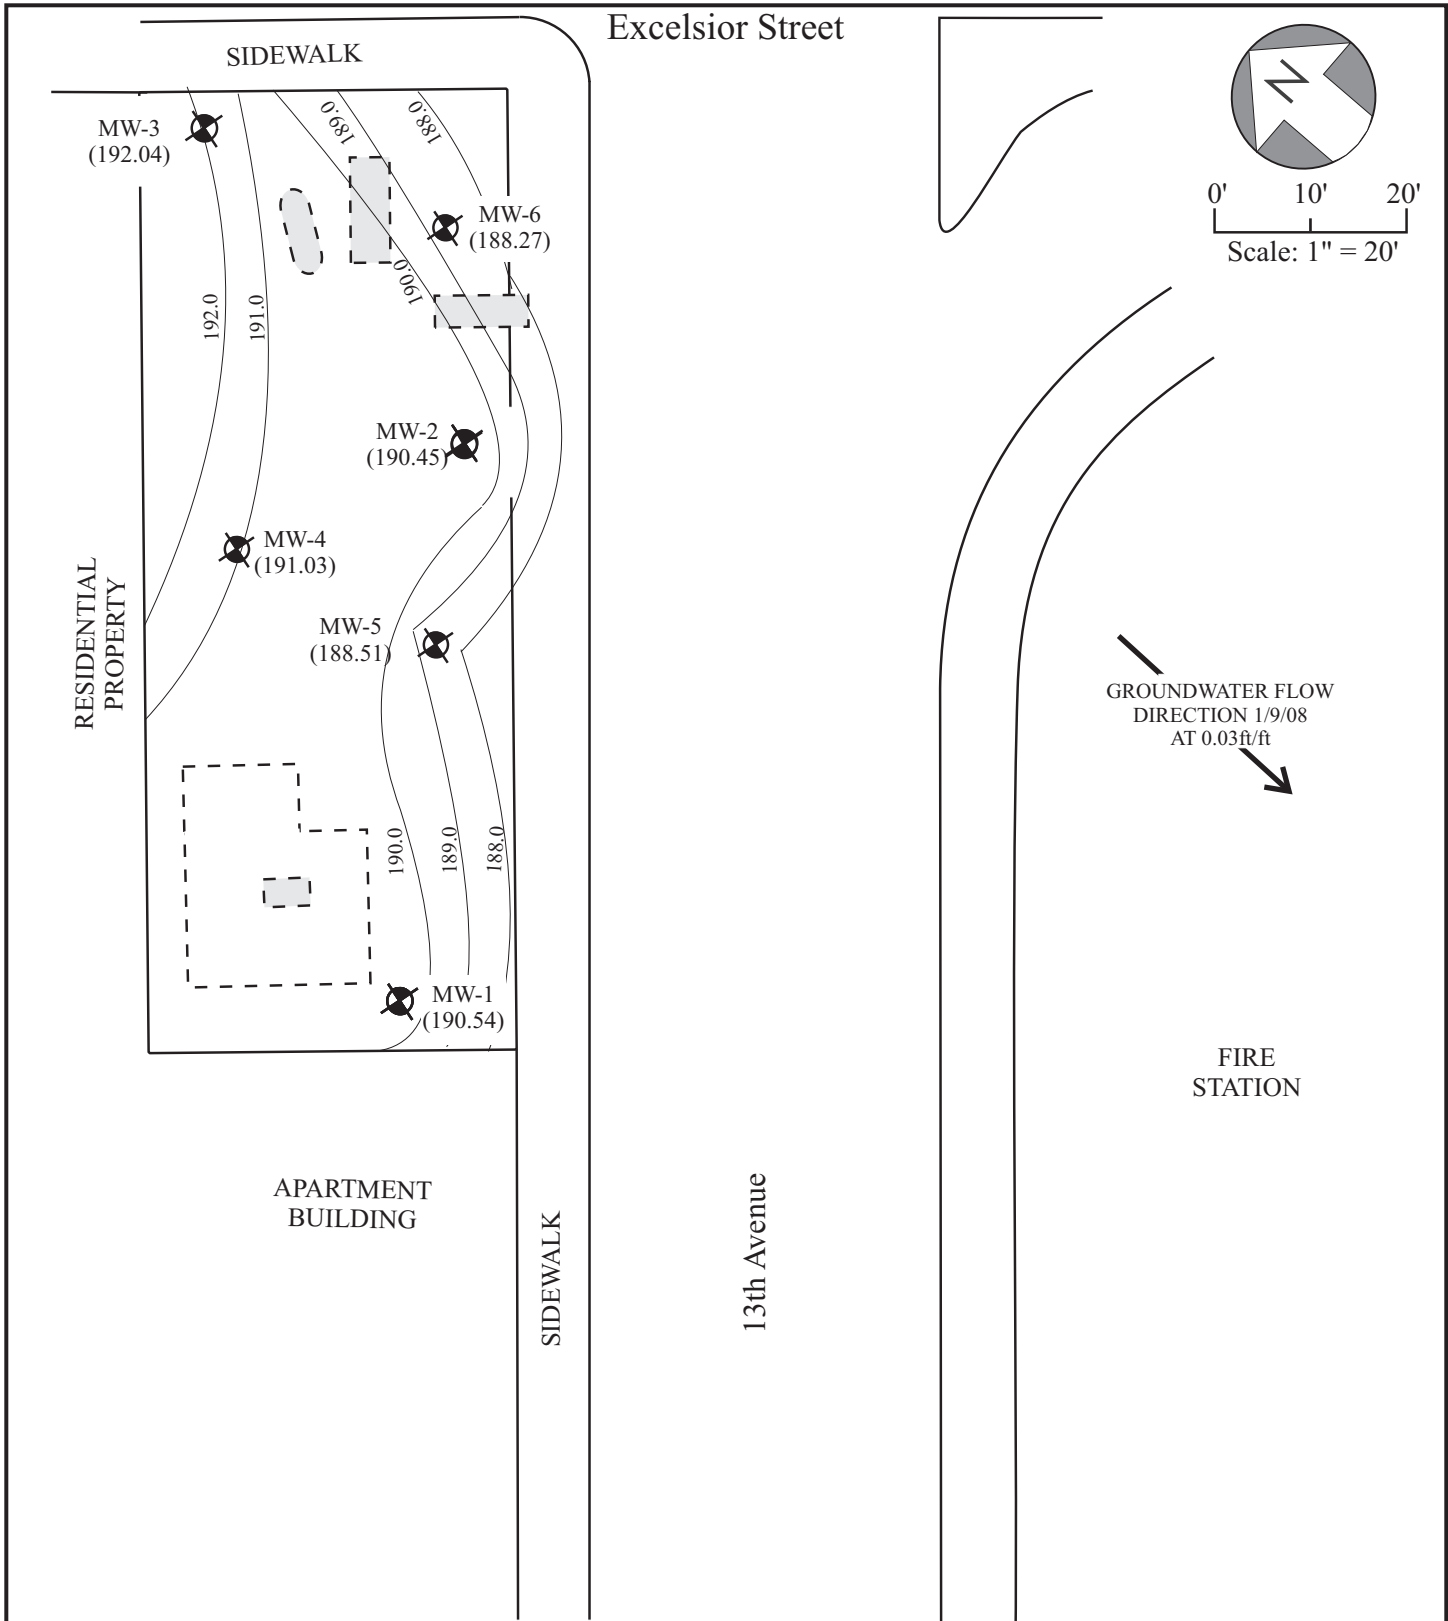 Excelsior Street
SIDEWALK
N
0' 10' 20'
Scale: 1" = 20'
MW-3
(192.04)
189.0
188.0
MW-6
(188.27)
190.0
192.0
191.0
MW-2
(190.45)
MW-4
(191.03)
RESIDENTIAL
PROPERTY
MW-5
(188.51)
GROUNDWATER FLOW
DIRECTION 1/9/08
AT 0.03ft/ft
190.0
189.0
188.0
MW-1
(190.54)
FIRE
STATION
APARTMENT
BUILDING
SIDEWALK
13th Avenue